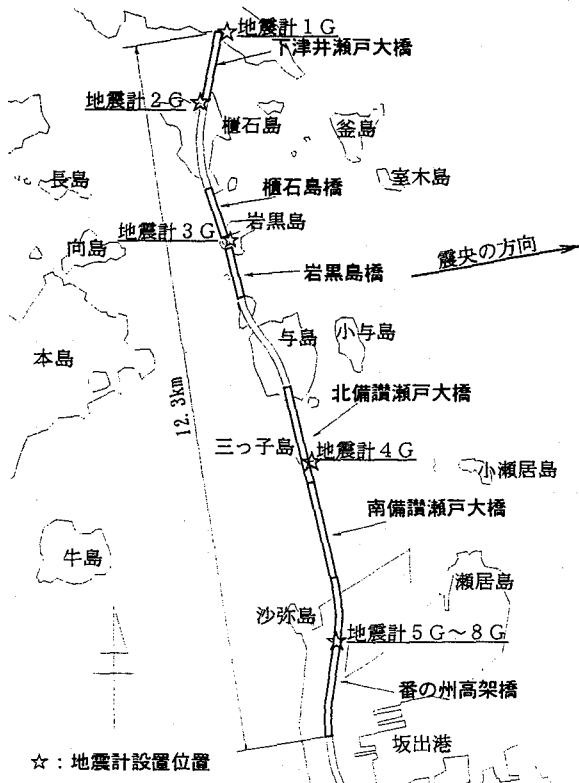 地震計１Ｇ
下津井瀬戸大橋
地震計２Ｇ
櫃石島
釜島
長島
室木島
櫃石島橋
地震計３Ｇ
岩黒島
向島
岩黒島橋
震央の方向
与島
小与島
本島
12.3km
北備讃瀬戸大橋
三っ子島
地震計４Ｇ
小瀬居島
南備讃瀬戸大橋
牛島
瀬居島
沙弥島
地震計５Ｇ～８Ｇ
番の州高架橋
坂出港
☆：地震計設置位置